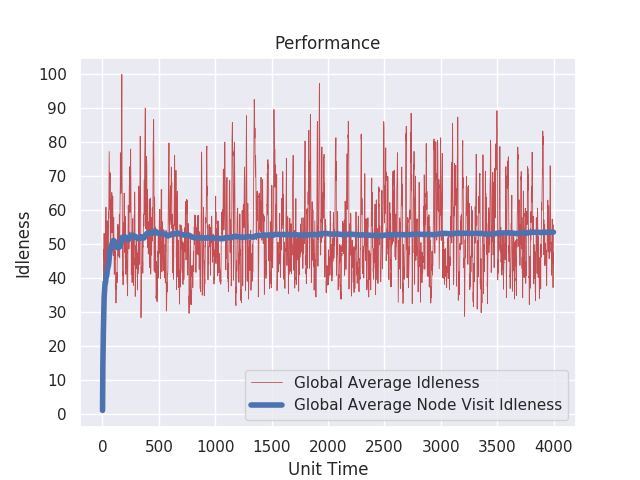 Performance
100
90
80
70
60
50
40
30
20
10
0
Idleness
Global Average Idleness
Global Average Node Visit Idleness
0 500 1000 1500 2000 2500 3000 3500 4000
Unit Time